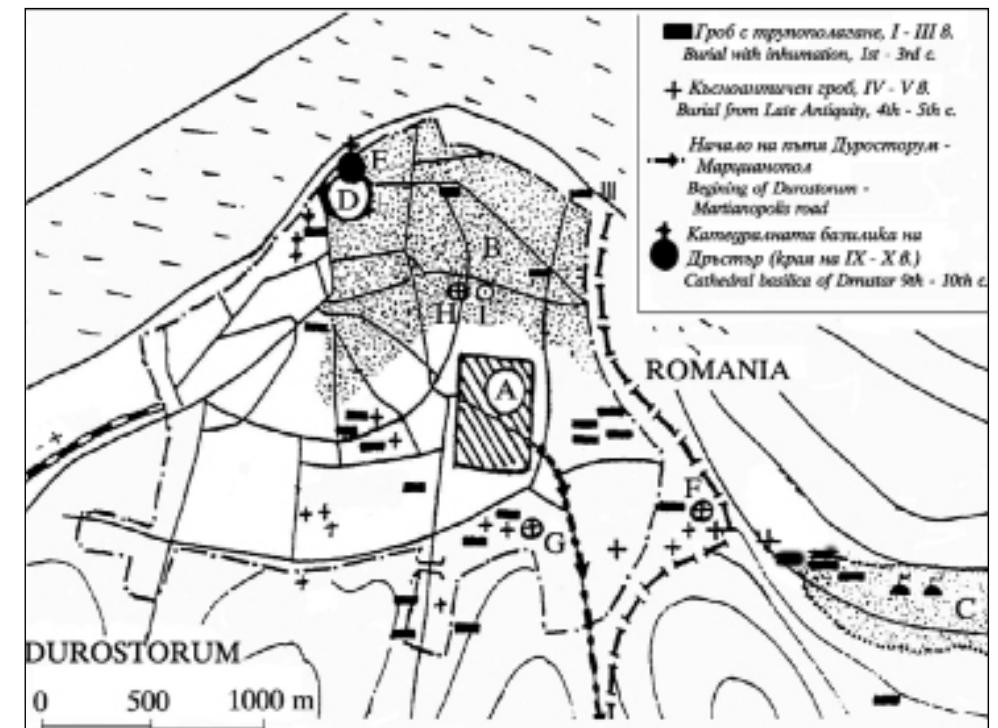 Гроб с трупополагане, I - III в.
Burial with inhumation, 1st - 3rd c.
Късноантичен гроб, IV - V в.
Burial from Late Antiquity, 4th - 5th c.
Начало на пътя Дуросторум -
Марцианопол
Begining of Durostorum -
Martianopolis road
Катедралната базилика на
Дръстър (края на IX - X в.)
Cathedral basilica of Drustar 9th - 10th c.
E
D
III
B
H I
ROMANIA
A
F
G
C
DUROSTORUM
0 500 1000 m